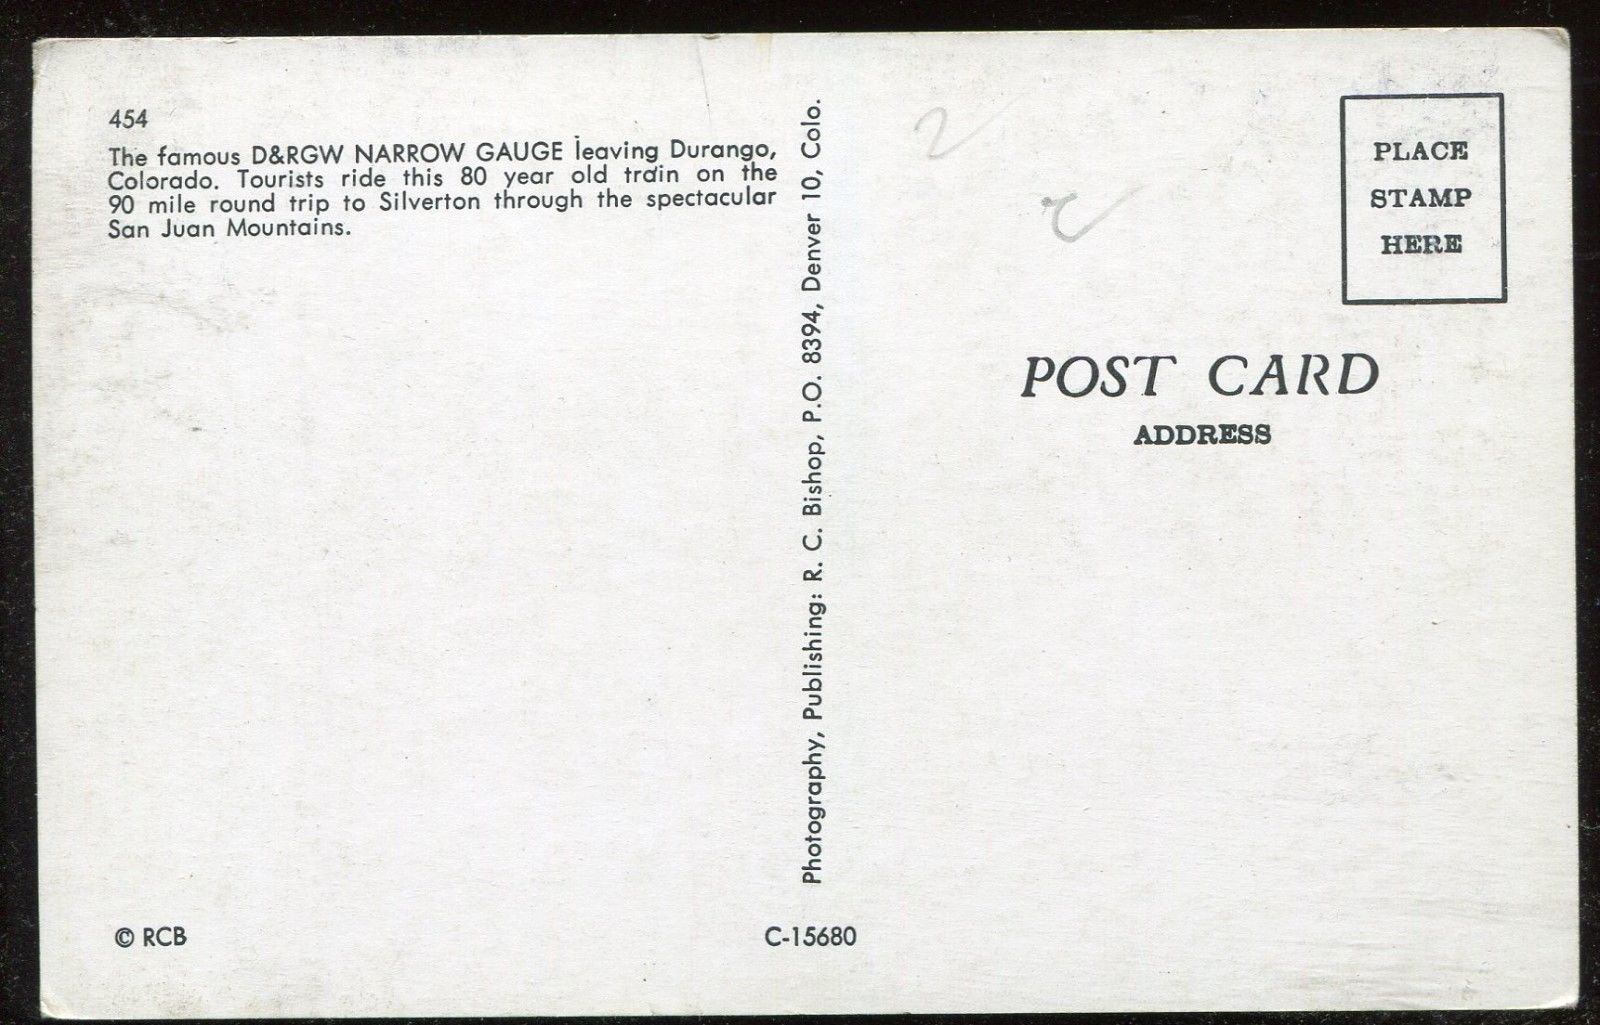 454
The famous D&RGW NARROW GAUGE leaving Durango,
Colorado. Tourists ride this 80 year old train on the
90 mile round trip to Silverton through the spectacular
San Juan Mountains.
© RCB
Photography, Publishing: R. C. Bishop, P.O. 8394, Denver 10, Colo.
C-15680
2
PLACE
STAMP
HERE
POST CARD
ADDRESS